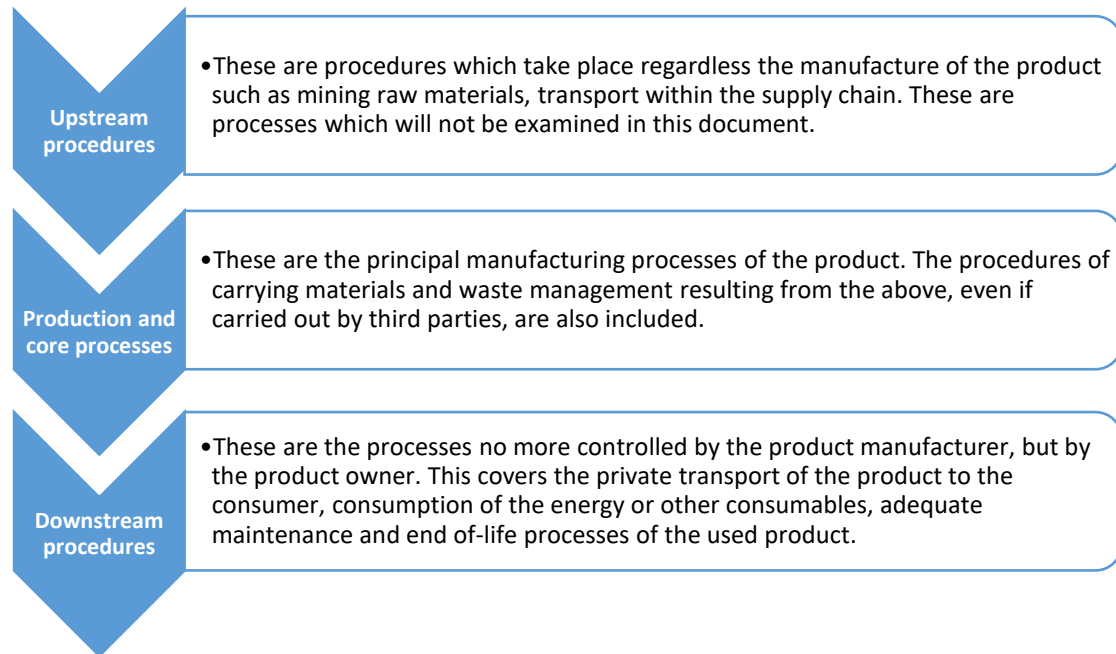 Upstream
procedures
•These are procedures which take place regardless the manufacture of the product
such as mining raw materials, transport within the supply chain. These are
processes which will not be examined in this document.
Production and
core processes
•These are the principal manufacturing processes of the product. The procedures of
carrying materials and waste management resulting from the above, even if
carried out by third parties, are also included.
Downstream
procedures
•These are the processes no more controlled by the product manufacturer, but by
the product owner. This covers the private transport of the product to the
consumer, consumption of the energy or other consumables, adequate
maintenance and end of-life processes of the used product.